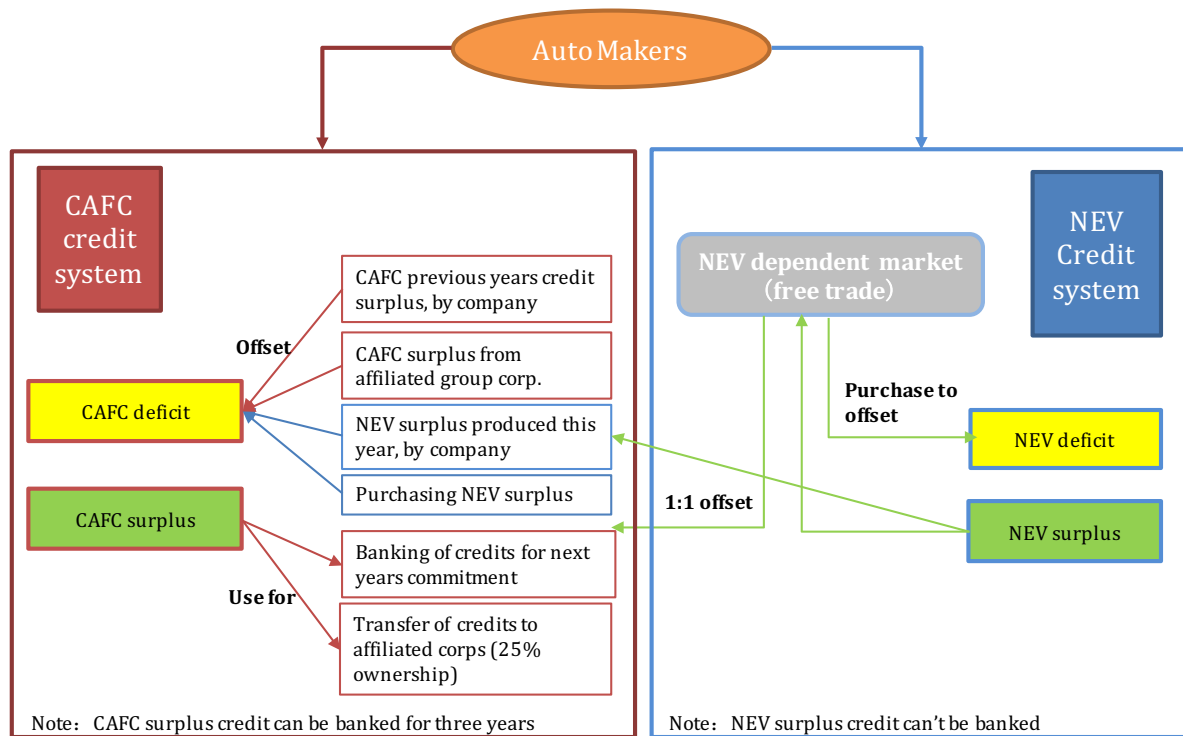 Auto Makers
CAFC
credit
system
CAFC previous years credit
surplus, by company
Offset
CAFC surplus from
affiliated group corp.
CAFC deficit
NEV surplus produced this
year, by company
Purchasing NEV surplus
CAFC surplus
Banking of credits for next
years commitment
Use for
Transfer of credits to
affiliated corps (25%
ownership)
Note：CAFC surplus credit can be banked for three years
NEV
Credit
system
NEV dependent market
（free trade）
Purchase to
offset
NEV deficit
1:1 offset
NEV surplus
Note：NEV surplus credit can’t be banked